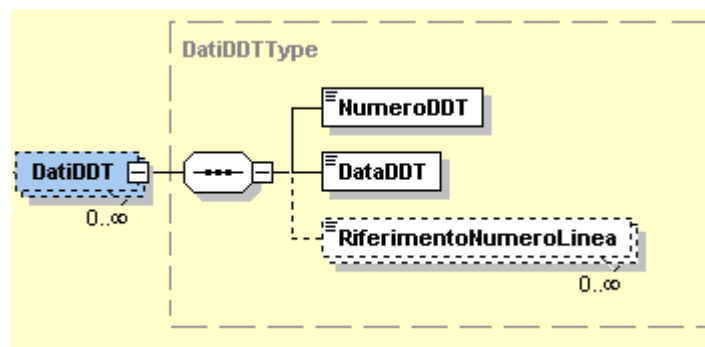 DatiDDTType
NumeroDDT
DatiDDT
DataDDT
0..∞
RiferimentoNumeroLinea
0..∞